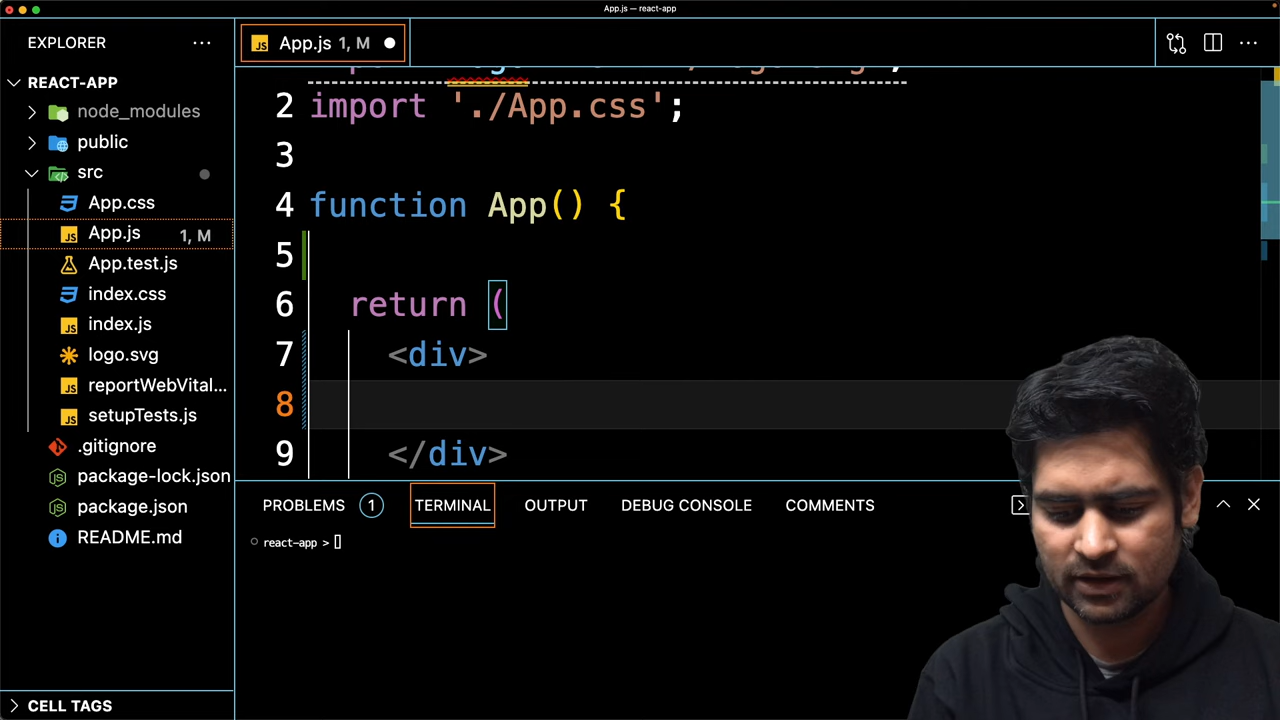 App.js — react-app
EXPLORER
App.js 1, M
REACT-APP
node_modules
public
src
App.css
App.js 1, M
App.test.js
index.css
index.js
logo.svg
reportWebVital...
setupTests.js
.gitignore
package-lock.json
package.json
README.md
CELL TAGS
2 import './App.css';
3
4 function App() {
5
6 return (
7 <div>
8
9 </div>
PROBLEMS 1 TERMINAL OUTPUT DEBUG CONSOLE COMMENTS
react-app >